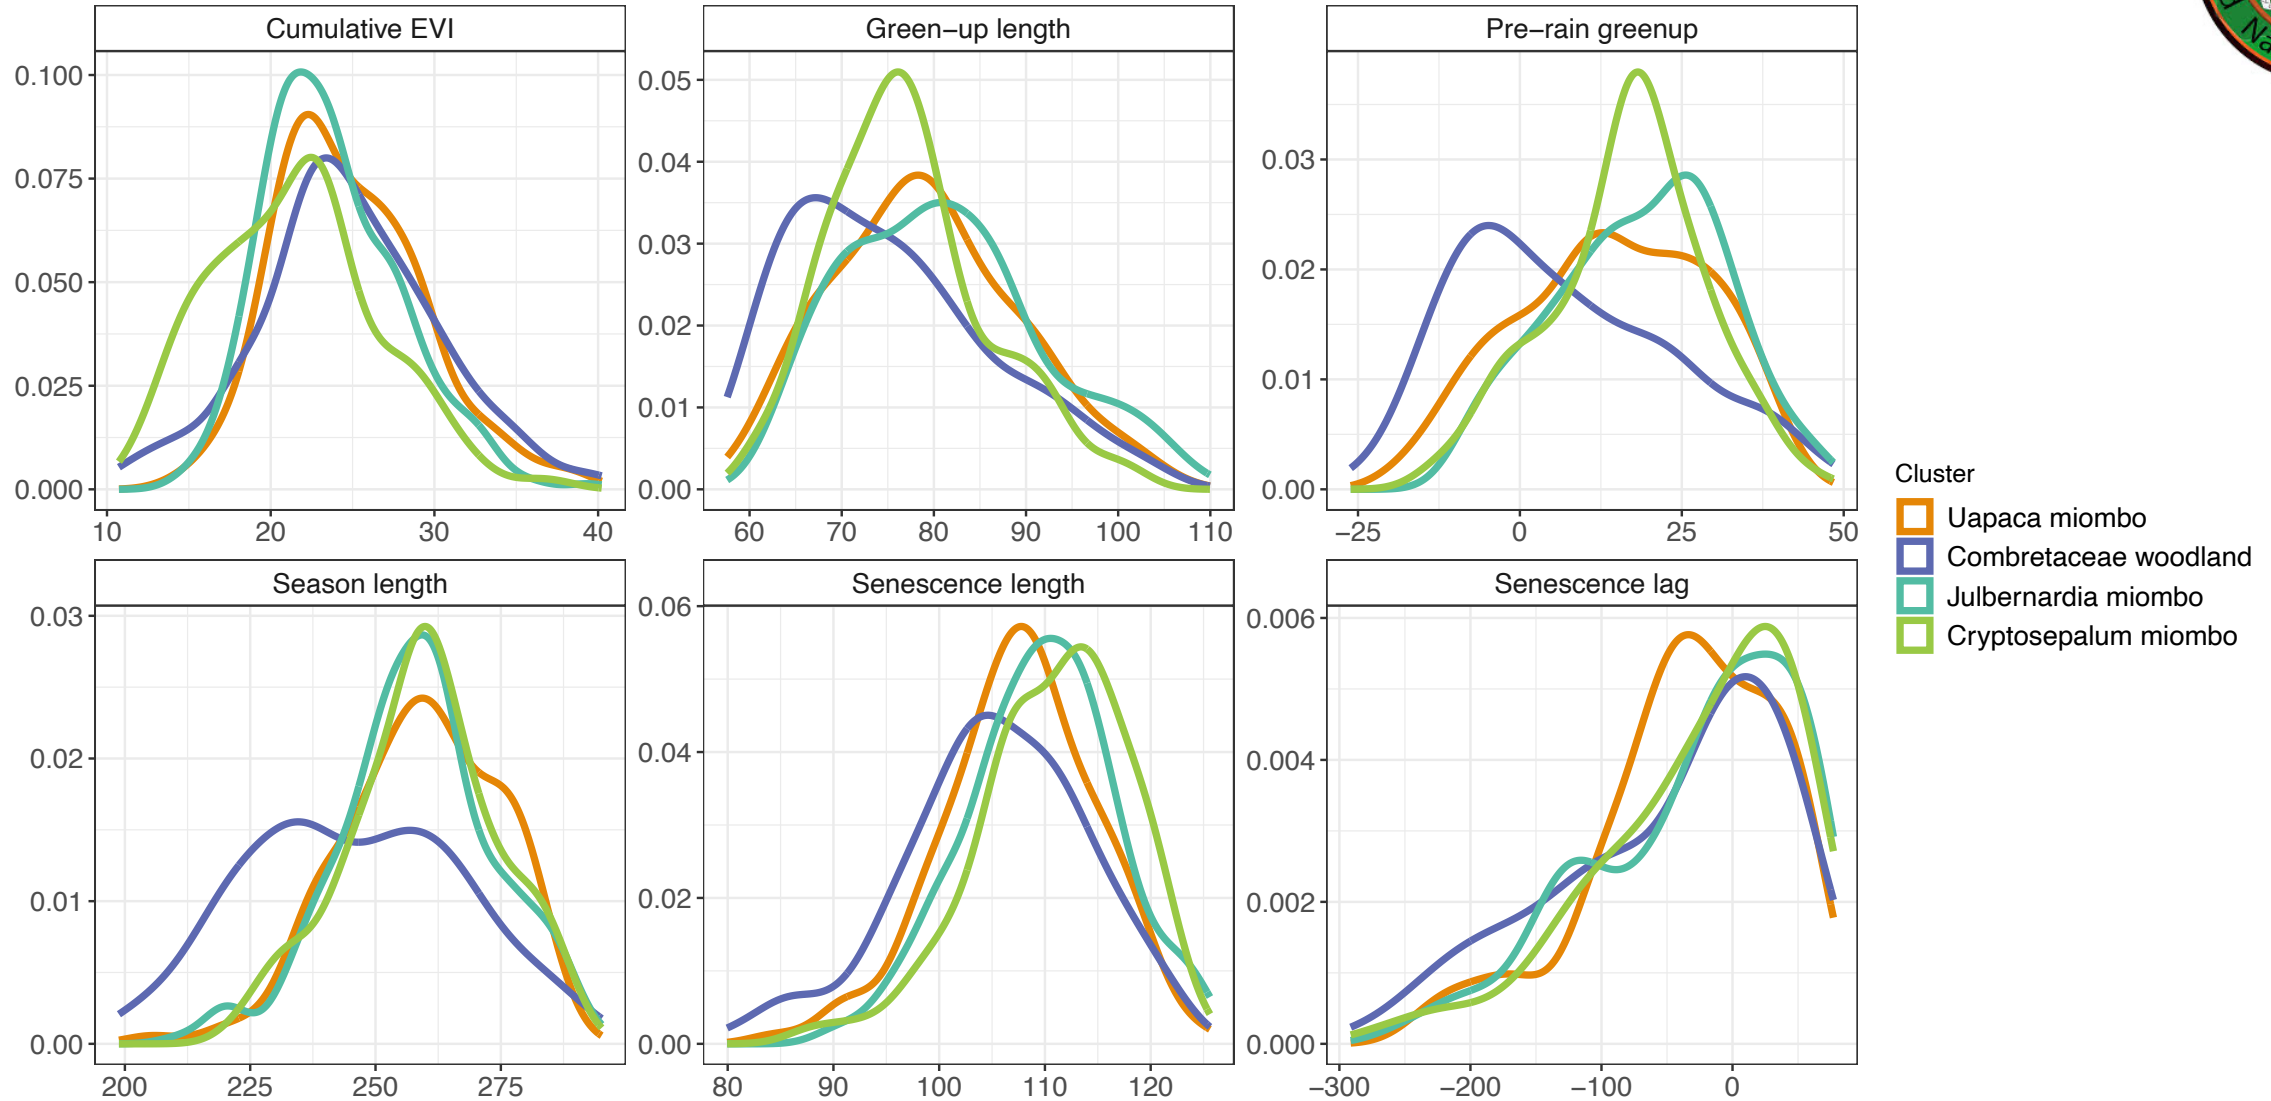 Cumulative EVI
Green−up length
Pre−rain greenup
0.100
0.075
0.050
0.025
0.000
10 20 30 40
0.05
0.04
0.03
0.02
0.01
0.00
60 70 80 90 100 110
0.03
0.02
0.01
0.00
−25 0 25 50
Season length
Senescence length
Senescence lag
0.03
0.02
0.01
0.00
200 225 250 275
0.06
0.04
0.02
0.00
80 90 100 110 120
0.006
0.004
0.002
0.000
−300 −200 −100 0
Cluster
Uapaca miombo
Combretaceae woodland
Julbernardia miombo
Cryptosepalum miombo